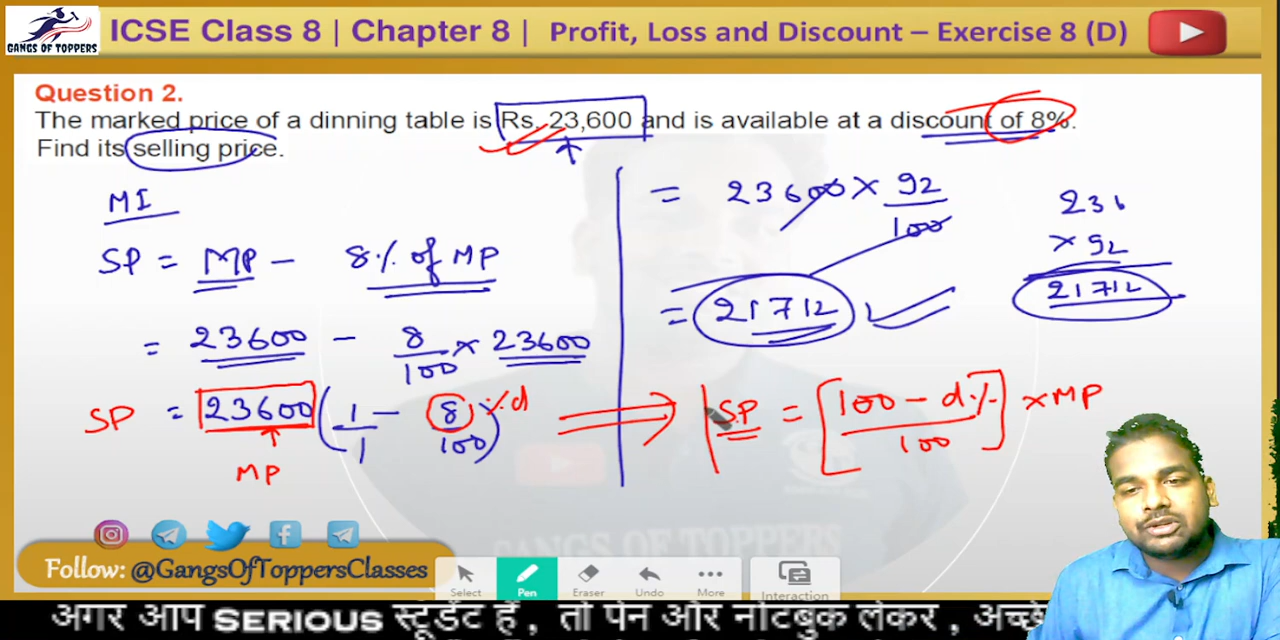 GANGS OF TOPPERS
ICSE Class 8 | Chapter 8 | Profit, Loss and Discount – Exercise 8 (D)
Question 2.
The marked price of a dinning table is Rs. 23,600 and is available at a discount of 8%.
Find its selling price.
MI
SP = MP - 8% of MP
= 23600 - 8/100 × 23600
SP = 23600 (1/1 - 8/100) % d
MP
= 23600 × 92/100
= 21712
236
× 92
21712
SP = [100 - d%/100] × MP
GANGS OF TOPPERS
Follow: @GangsOfToppersClasses
Select Pen Eraser Undo More Interaction
अगर आप SERIOUS स्टूडेंट हैं , तो पेन और नोटबुक लेकर , अच्छे